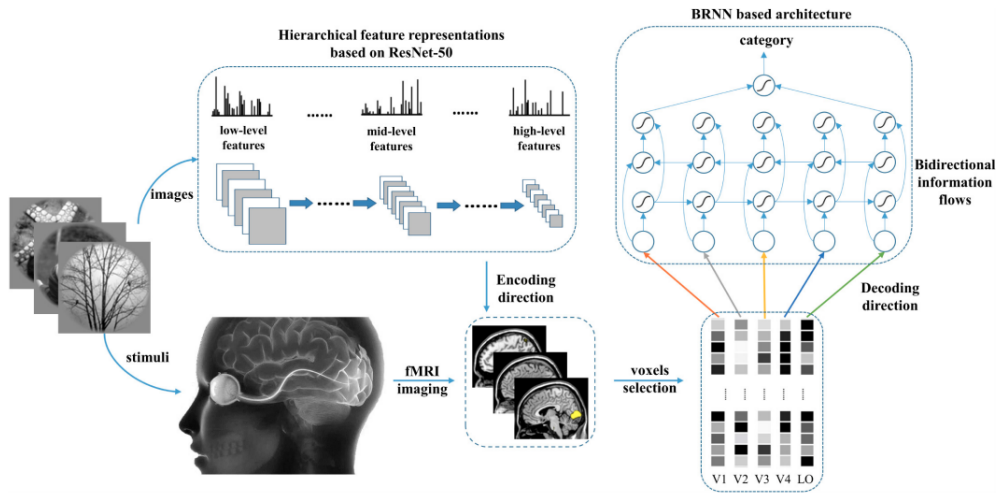 Hierarchical feature representations
based on ResNet-50
BRNN based architecture
category
......
......
low-level
features
mid-level
features
high-level
features
images
......
......
Bidirectional
information
flows
Encoding
direction
Decoding
direction
stimuli
fMRI
imaging
voxels
selection
......
......
V1 V2 V3 V4 LO